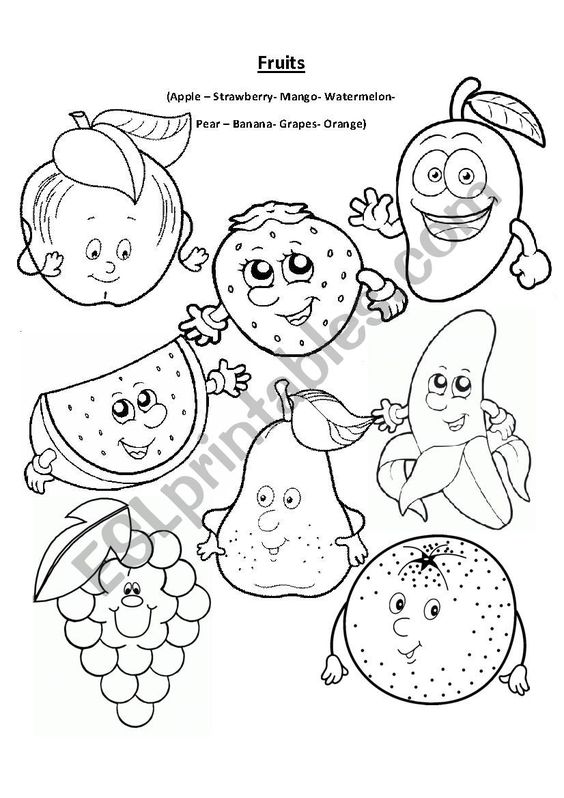 Fruits
(Apple – Strawberry- Mango- Watermelon-
Pear – Banana- Grapes- Orange)
ESLprintables.com